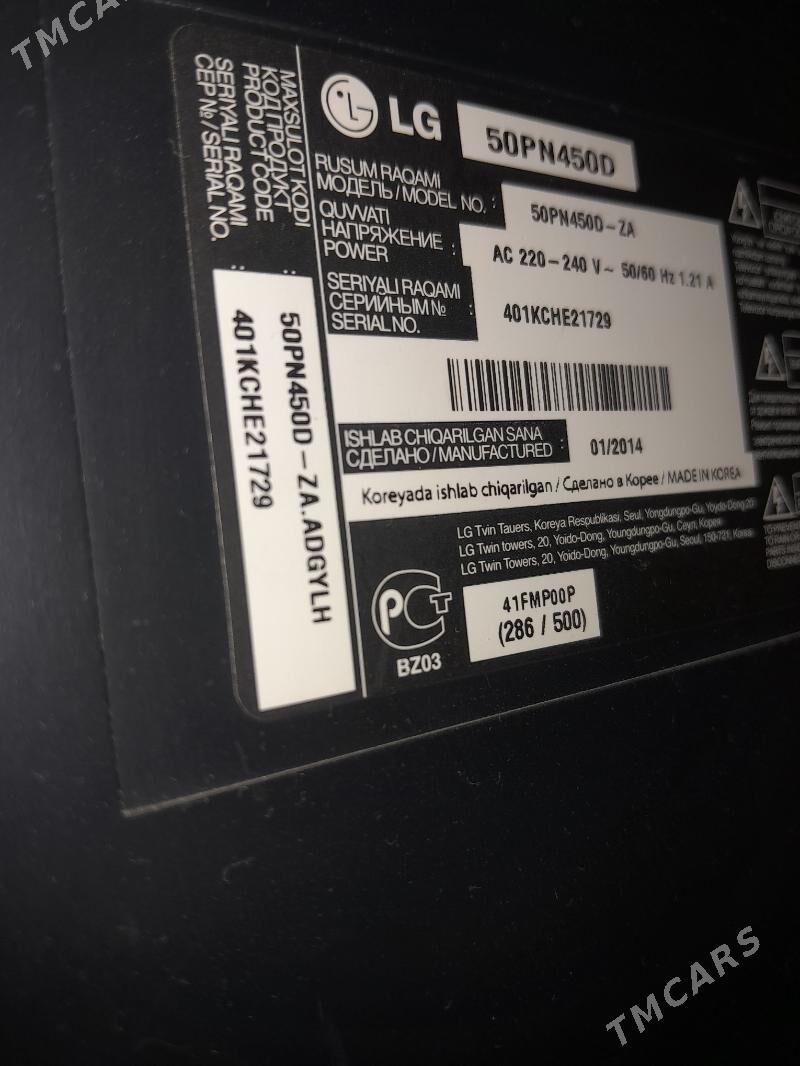 TMCARS
MAXSULOT KODI
КОД ПРОДУКТ
PRODUCT CODE
SERIYALI RAQAMI
СЕР №/ SERIAL NO.
50PN450D-ZA.ADGYLH
401KCHE21729
LG
50PN450D
RUSUM RAQAMI
МОДЕЛЬ / MODEL NO. : 50PN450D-ZA
QUVVATI
НАПРЯЖЕНИЕ : AC 220-240 V~ 50/60 Hz 1.21 A
POWER
SERIYALI RAQAMI
СЕРИЙНЫМ № : 401KCHE21729
SERIAL NO.
ISHLAB CHIQARILGAN SANA
СДЕЛАНО / MANUFACTURED : 01/2014
Koreyada ishlab chiqarilgan / Сделано в Корее / MADE IN KOREA
LG Tvin Tauers, Koreya Respublikasi, Seul, Yongdungpo-Gu, Yoyido-Dong 20
LG Twin towers, 20, Yoido-Dong, Youngdungpo-Gu, Сеул, Корея
LG Twin Towers, 20, Yoido-Dong, Youngdungpo-Gu, Seoul, 150-721, Korea
РСТ
BZ03
41FMP00P
(286 / 500)
TMCARS